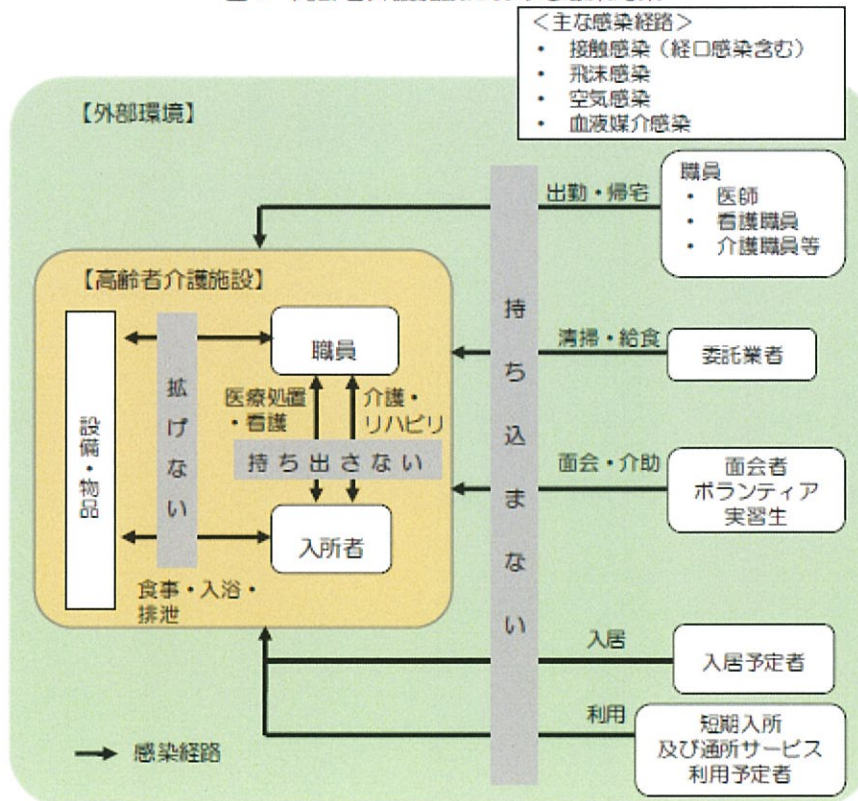 ＜主な感染経路＞
・ 接触感染（経口感染含む）
・ 飛沫感染
・ 空気感染
・ 血液媒介感染
【外部環境】
出勤・帰宅
職員
・ 医師
・ 看護職員
・ 介護職員等
【高齢者介護施設】
持ち込まない
職員
清掃・給食
委託業者
拡げない
医療処置
・看護
介護・
リハビリ
設備・
品物
持ち出さない
面会・介助
面会者
ボランティア
実習生
入所者
食事・入浴・
排泄
入居
入居予定者
利用
短期入所
及び通所サービス
利用予定者
感染経路